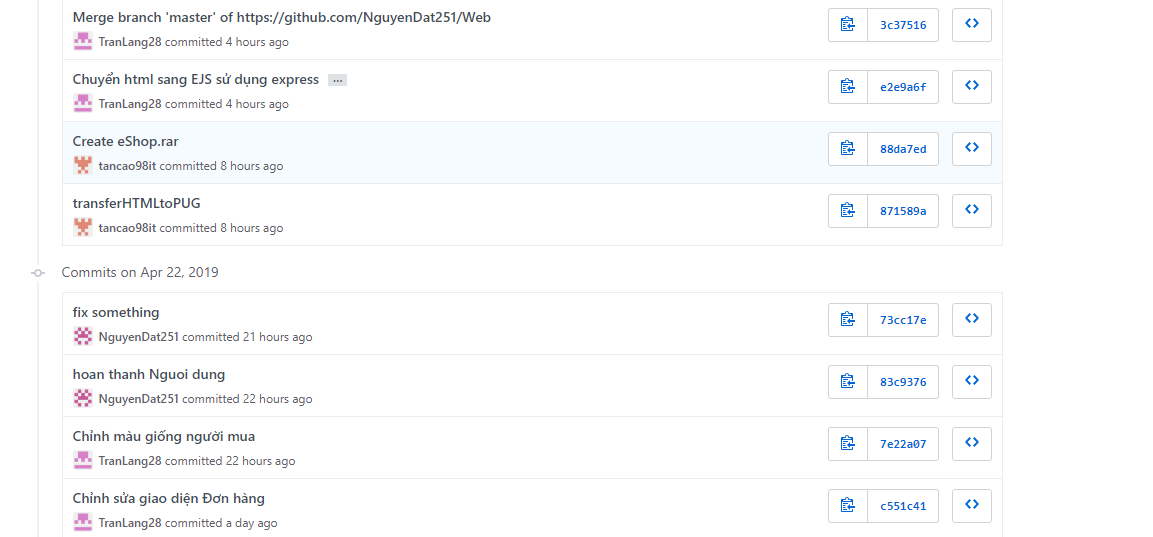 Merge branch 'master' of https://github.com/NguyenDat251/Web
TranLang28 committed 4 hours ago
3c37516
Chuyển html sang EJS sử dụng express ...
TranLang28 committed 4 hours ago
e2e9a6f
Create eShop.rar
tancao98it committed 8 hours ago
88da7ed
transferHTMLtoPUG
tancao98it committed 8 hours ago
871589a
Commits on Apr 22, 2019
fix something
NguyenDat251 committed 21 hours ago
73cc17e
hoan thanh Nguoi dung
NguyenDat251 committed 22 hours ago
83c9376
Chỉnh màu giống người mua
TranLang28 committed 22 hours ago
7e22a07
Chỉnh sửa giao diện Đơn hàng
TranLang28 committed a day ago
c551c41